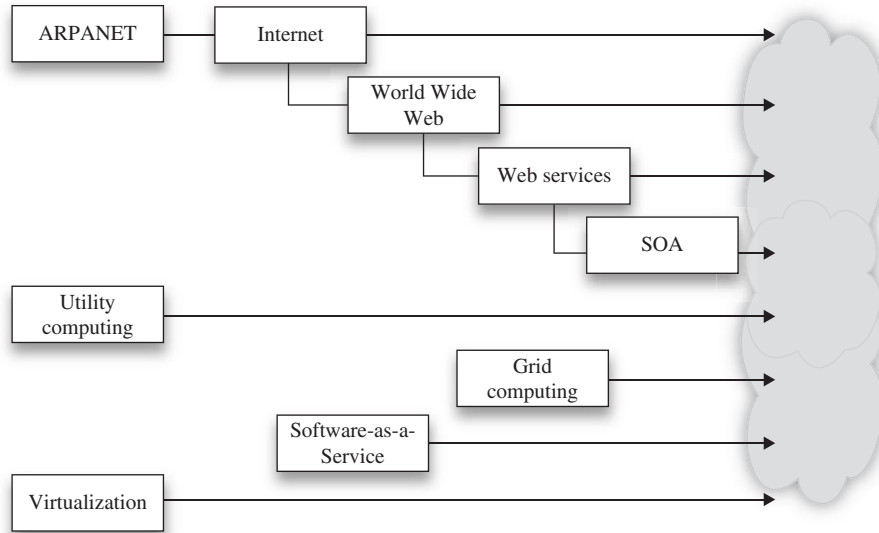 ARPANET
Internet
World Wide
Web
Web services
SOA
Utility
computing
Grid
computing
Software-as-a-
Service
Virtualization